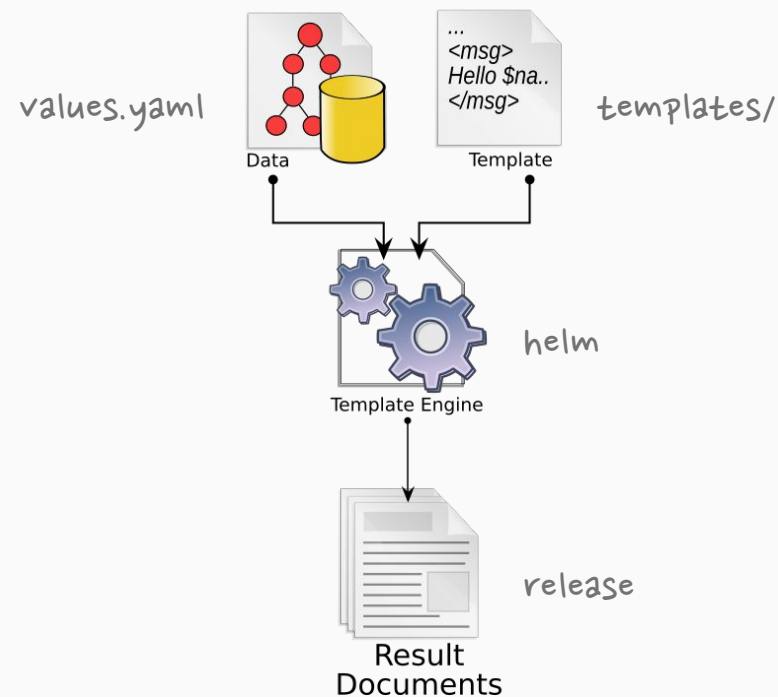 ...
<msg>
Hello $na..
</msg>
values.yaml
templates/
Data
Template
helm
Template Engine
release
Result
Documents